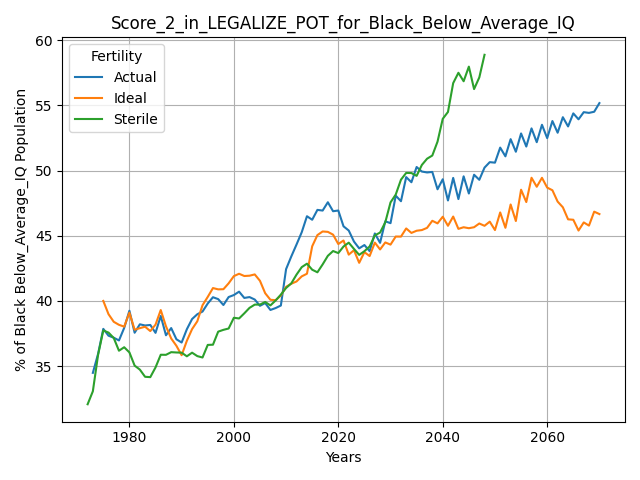 Score_2_in_LEGALIZE_POT_for_Black_Below_Average_IQ
% of Black Below_Average_IQ Population
60
55
50
45
40
35
Fertility
Actual
Ideal
Sterile
1980
2000
2020
2040
2060
Years